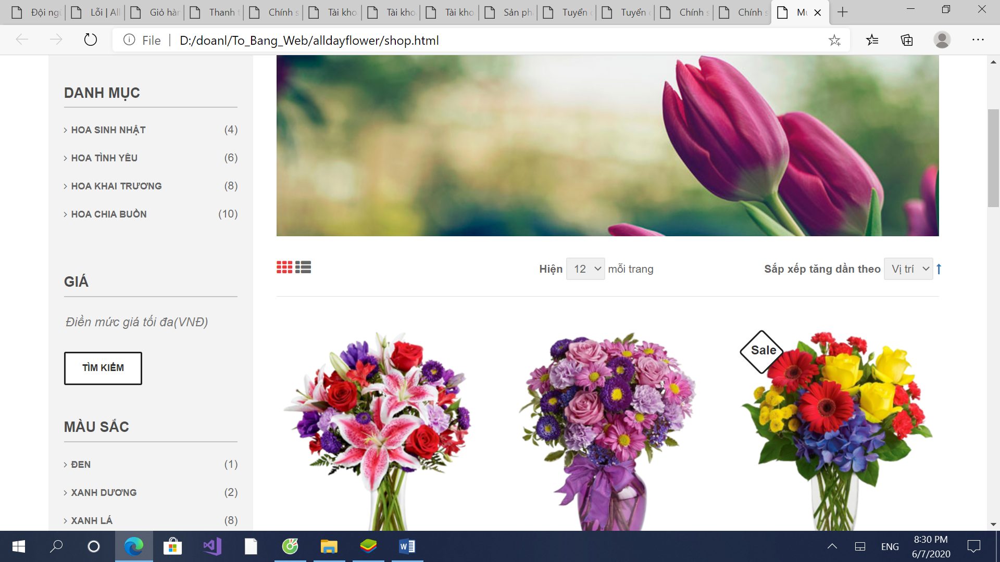 Đội ngũ
Lỗi | All
Giỏ hàn
Thanh t
Chính s
Tài kho
Tài kho
Tài kho
Sản ph
Tuyển
Tuyển
Chính s
Chính s
Mu
File
D:/doanl/To_Bang_Web/alldayflower/shop.html
DANH MỤC
HOA SINH NHẬT (4)
HOA TÌNH YÊU (6)
HOA KHAI TRƯƠNG (8)
HOA CHIA BUỒN (10)
GIÁ
Điền mức giá tối đa(VNĐ)
TÌM KIẾM
MÀU SẮC
ĐEN (1)
XANH DƯƠNG (2)
XANH LÁ (8)
Hiện 12 mỗi trang
Sắp xếp tăng dần theo Vị trí
Sale
ENG
8:30 PM
6/7/2020